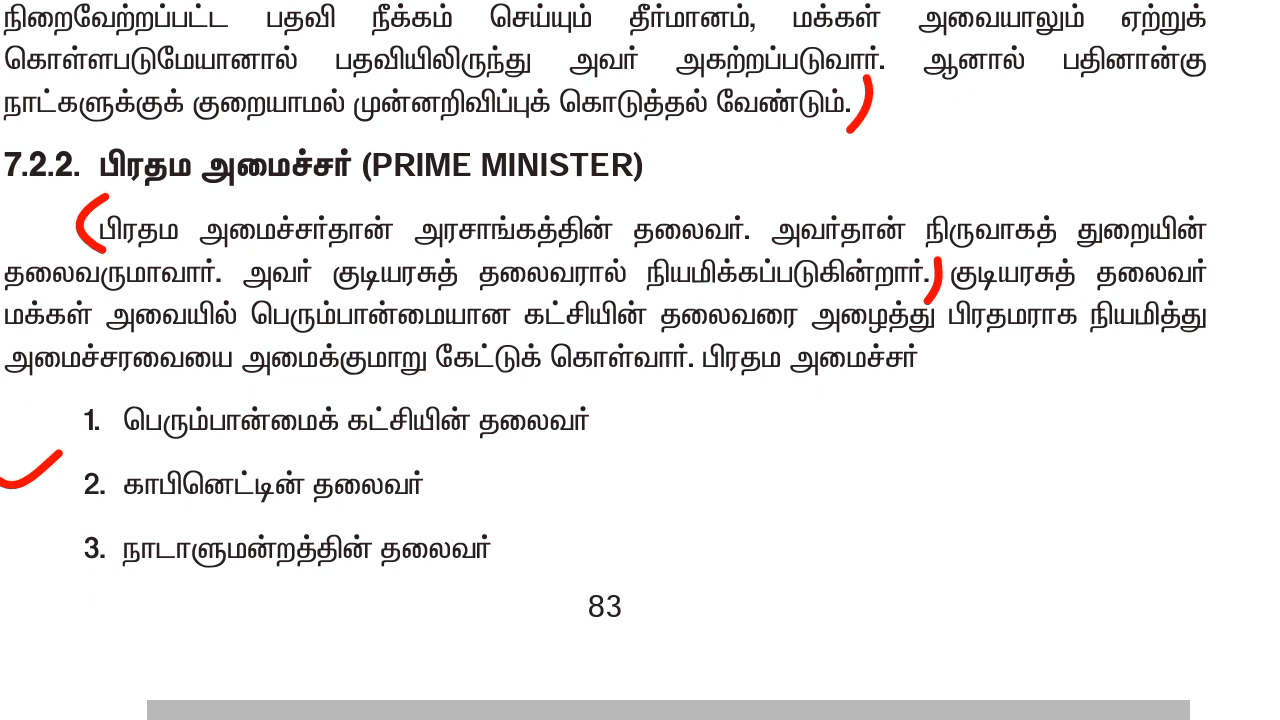 நிறைவேற்றப்பட்ட பதவி நீக்கம் செய்யும் தீர்மானம், மக்கள் அவையாலும் ஏற்றுக்
கொள்ளபடுமேயானால் பதவியிலிருந்து அவர் அகற்றப்படுவார். ஆனால் பதினான்கு
நாட்களுக்குக் குறையாமல் முன்னறிவிப்புக் கொடுத்தல் வேண்டும்.
7.2.2. பிரதம அமைச்சர் (PRIME MINISTER)
பிரதம அமைச்சர்தான் அரசாங்கத்தின் தலைவர். அவர்தான் நிருவாகத் துறையின்
தலைவருமாவார். அவர் குடியரசுத் தலைவரால் நியமிக்கப்படுகின்றார். குடியரசுத் தலைவர்
மக்கள் அவையில் பெரும்பான்மையான கட்சியின் தலைவரை அழைத்து பிரதமராக நியமித்து
அமைச்சரவையை அமைக்குமாறு கேட்டுக் கொள்வார். பிரதம அமைச்சர்
1. பெரும்பான்மைக் கட்சியின் தலைவர்
2. காபினெட்டின் தலைவர்
3. நாடாளுமன்றத்தின் தலைவர்
83